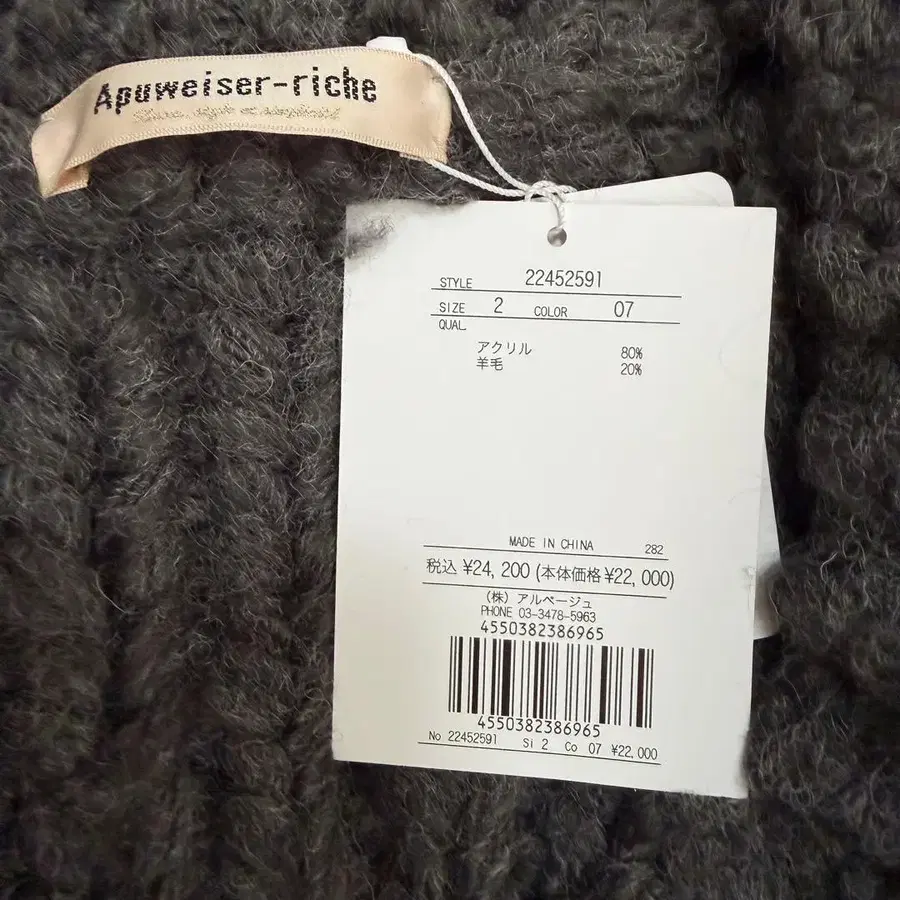 Apuweiser-riche
STYLE 22452591
SIZE 2 COLOR 07
QUAL
アクリル 80%
羊毛 20%
MADE IN CHINA 282
税込 ¥24, 200 (本体価格 ¥22, 000)
(株) アルページュ
PHONE 03-3478-5963
4550382386965
4550382386965
No 22452591 Si 2 Co 07 ¥22,000